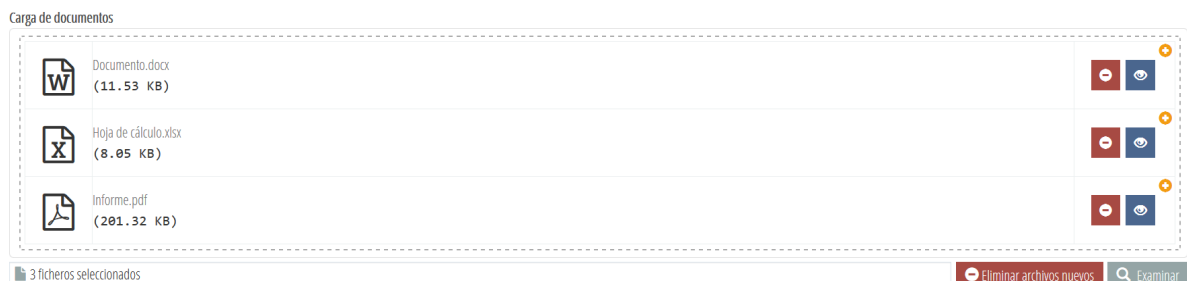 Carga de documentos
W
Documento.docx
(11.53 KB)
X
Hoja de cálculo.xlsx
(8.05 KB)
Informe.pdf
(201.32 KB)
3 ficheros seleccionados
Eliminar archivos nuevos
Examinar